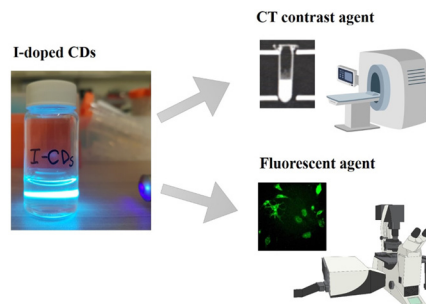 CT contrast agent
I-doped CDs
I-CDs
Fluorescent agent